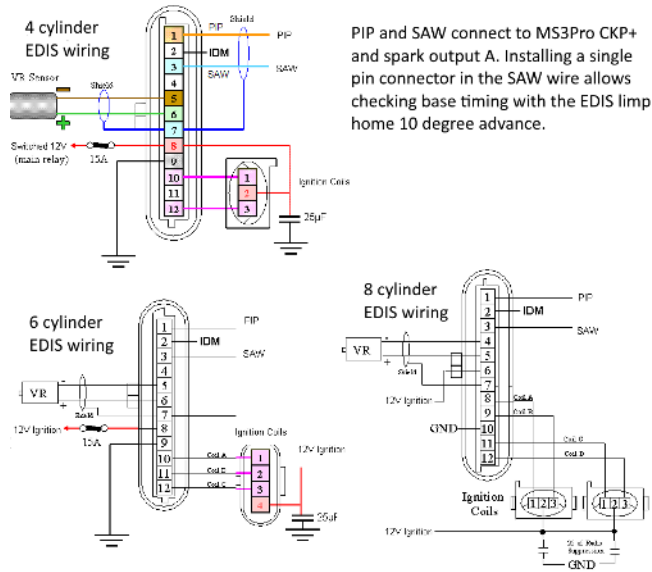 4 cylinder
EDIS wiring
Shield
PIP
PIP
IDM
SAW
SAW
VR Sensor
Shield
Switched 12V
(main relay)
15A
1
2
3
4
5
6
7
8
9
10
11
12
1
2
3
Ignition Coils
25µF
PIP and SAW connect to MS3Pro CKP+
and spark output A. Installing a single
pin connector in the SAW wire allows
checking base timing with the EDIS limp
home 10 degree advance.
6 cylinder
EDIS wiring
PIP
IDM
SAW
VR
- 
+
Shield
12V Ignition
15A
1
2
3
4
5
6
7
8
9
10
11
12
Coil A
Coil B
Coil C
Ignition Coils
1
2
3
4
12V Ignition
25µF
8 cylinder
EDIS wiring
PIP
IDM
SAW
VR
-
+
Shield
12V Ignition
GND
1
2
3
4
5
6
7
8
9
10
11
12
Coil A
Coil B
Coil C
Coil D
Ignition
Coils
1 2 3
1 2 3
12V Ignition
Radio
GND